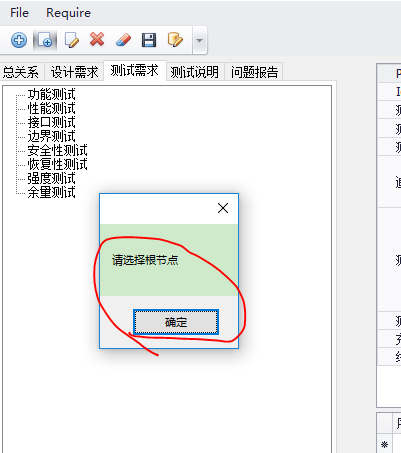 File Require
总关系 设计需求 测试需求 测试说明 问题报告
功能测试
性能测试
接口测试
边界测试
安全性测试
恢复性测试
强度测试
余量测试
请选择根节点
确定